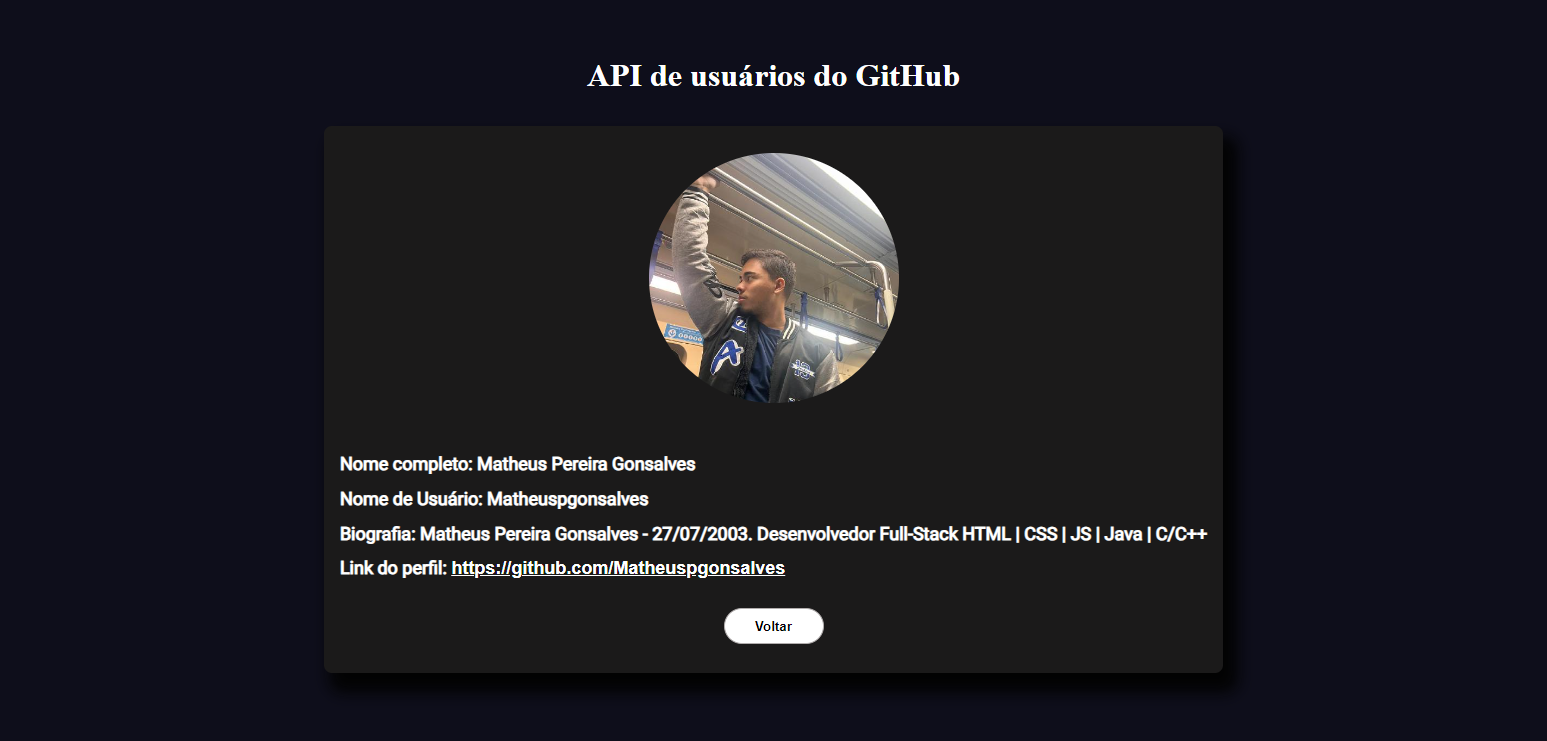 API de usuários do GitHub
A
Nome completo: Matheus Pereira Gonsalves
Nome de Usuário: Matheuspgonsalves
Biografia: Matheus Pereira Gonsalves - 27/07/2003. Desenvolvedor Full-Stack HTML | CSS | JS | Java | C/C++
Link do perfil: https://github.com/Matheuspgonsalves
Voltar